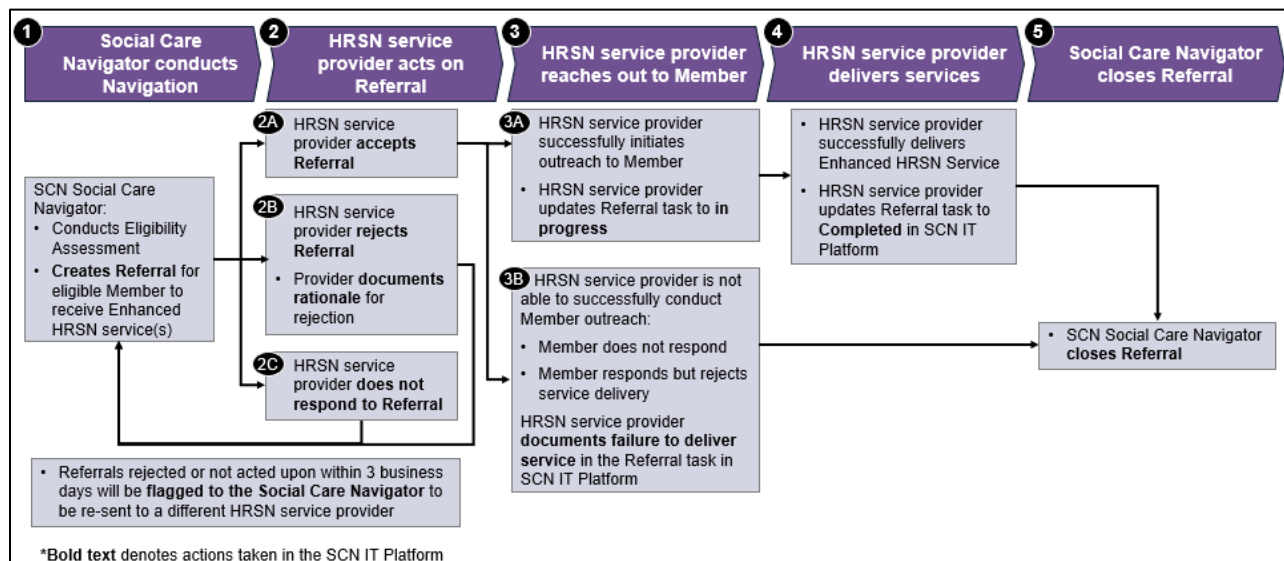 1
Social Care
Navigator conducts
Navigation
2
HRSN service
provider acts on
Referral
3
HRSN service provider
reaches out to Member
4
HRSN service provider
delivers services
5
Social Care Navigator
closes Referral
SCN Social Care
Navigator:
• Conducts Eligibility
Assessment
• Creates Referral for
eligible Member to
receive Enhanced
HRSN service(s)
2A
HRSN service
provider accepts
Referral
2B
HRSN service
provider rejects
Referral
• Provider documents
rationale for
rejection
2C
HRSN service
provider does not
respond to Referral
• Referrals rejected or not acted upon within 3 business
days will be flagged to the Social Care Navigator to
be re-sent to a different HRSN service provider
3A
• HRSN service provider
successfully initiates
outreach to Member
• HRSN service provider
updates Referral task to in
progress
3B
HRSN service provider is not
able to successfully conduct
Member outreach:
• Member does not respond
• Member responds but rejects
service delivery
HRSN service provider
documents failure to deliver
service in the Referral task in
SCN IT Platform
• HRSN service provider
successfully delivers
Enhanced HRSN Service
• HRSN service provider
updates Referral task to
Completed in SCN IT
Platform
• SCN Social Care Navigator
closes Referral
*Bold text denotes actions taken in the SCN IT Platform